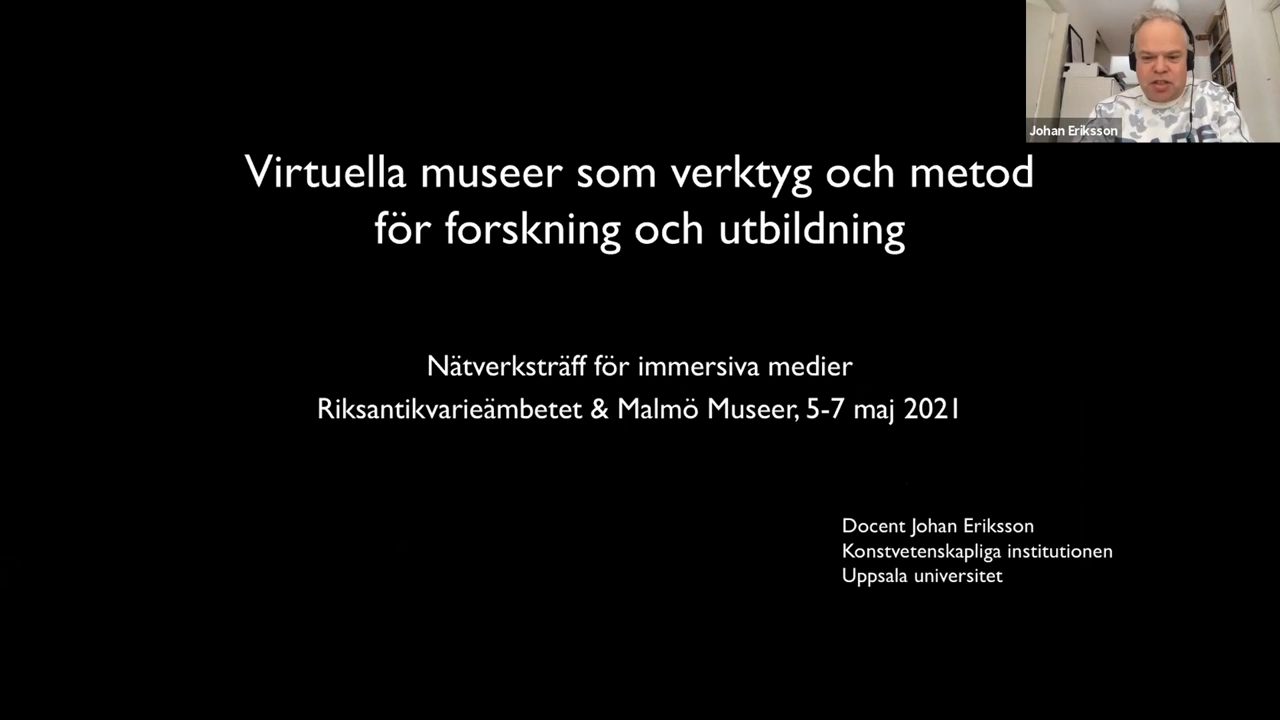 Johan Eriksson
Virtuella museer som verktyg och metod
för forskning och utbildning
Nätverksträff för immersiva medier
Riksantikvarieämbetet & Malmö Museer, 5-7 maj 2021
Docent Johan Eriksson
Konstvetenskapliga institutionen
Uppsala universitet